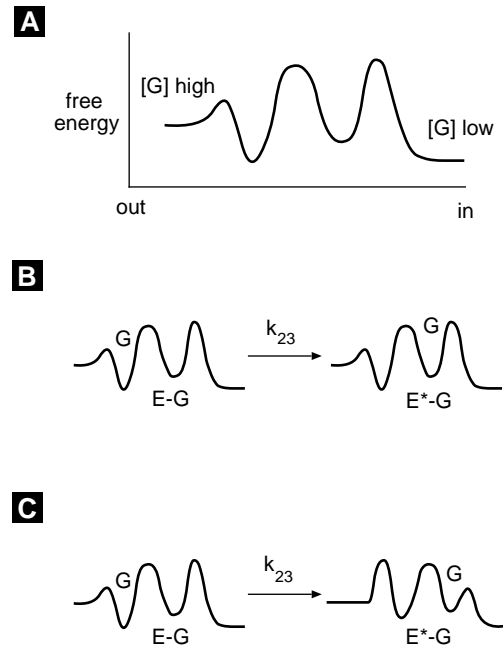 A
[G] high
free
energy
[G] low
out
in
B
G
k23
G
E-G
E*-G
C
G
k23
G
E-G
E*-G